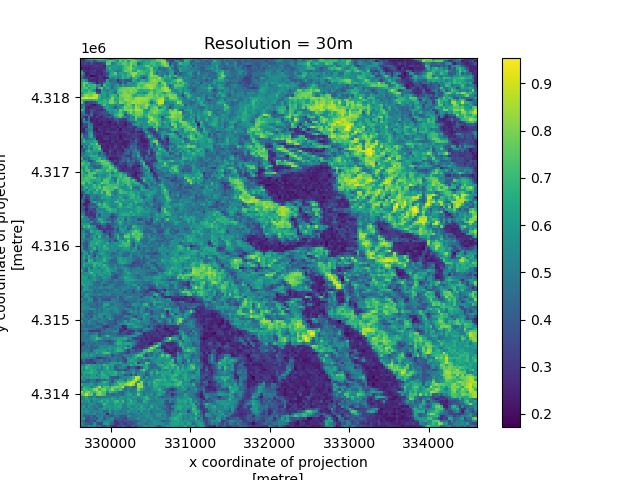 Resolution = 30m
1e6
4.318
4.317
4.316
4.315
4.314
y coordinate of projection
[metre]
330000 331000 332000 333000 334000
x coordinate of projection
[metre]
0.9
0.8
0.7
0.6
0.5
0.4
0.3
0.2